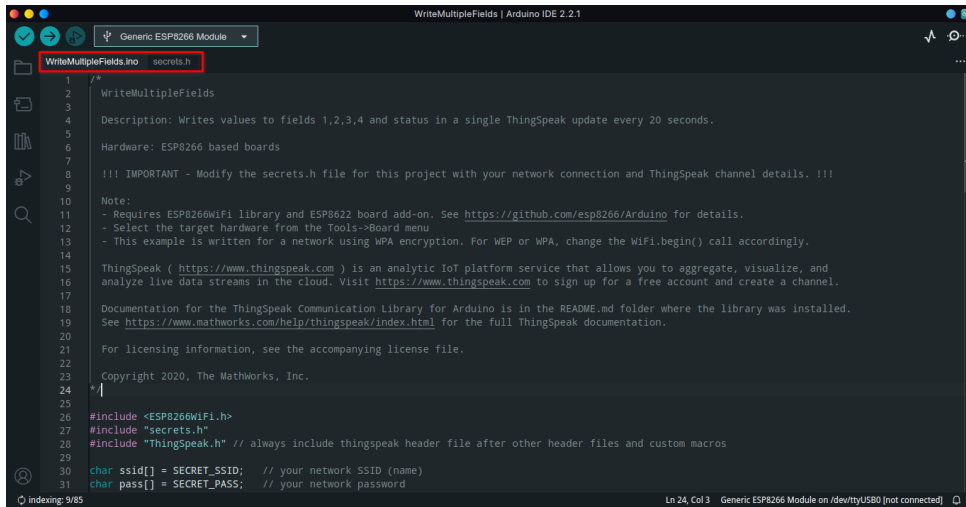 WriteMultipleFields | Arduino IDE 2.2.1
Generic ESP8266 Module
WriteMultipleFields.ino secrets.h
1 /*
2 WriteMultipleFields
3
4 Description: Writes values to fields 1,2,3,4 and status in a single ThingSpeak update every 20 seconds.
5
6 Hardware: ESP8266 based boards
7
8 !!! IMPORTANT - Modify the secrets.h file for this project with your network connection and ThingSpeak channel details. !!!
9
10 Note:
11 - Requires ESP8266WiFi library and ESP8622 board add-on. See https://github.com/esp8266/Arduino for details.
12 - Select the target hardware from the Tools->Board menu
13 - This example is written for a network using WPA encryption. For WEP or WPA, change the WiFi.begin() call accordingly.
14
15 ThingSpeak ( https://www.thingspeak.com ) is an analytic IoT platform service that allows you to aggregate, visualize, and
16 analyze live data streams in the cloud. Visit https://www.thingspeak.com to sign up for a free account and create a channel.
17
18 Documentation for the ThingSpeak Communication Library for Arduino is in the README.md folder where the library was installed.
19 See https://www.mathworks.com/help/thingspeak/index.html for the full ThingSpeak documentation.
20
21 For licensing information, see the accompanying license file.
22
23 Copyright 2020, The MathWorks, Inc.
24 */
25
26 #include <ESP8266WiFi.h>
27 #include "secrets.h"
28 #include "ThingSpeak.h" // always include thingspeak header file after other header files and custom macros
29
30 char ssid[] = SECRET_SSID; // your network SSID (name)
31 char pass[] = SECRET_PASS; // your network password
indexing: 9/85 Ln 24, Col 3 Generic ESP8266 Module on /dev/ttyUSB0 [not connected]